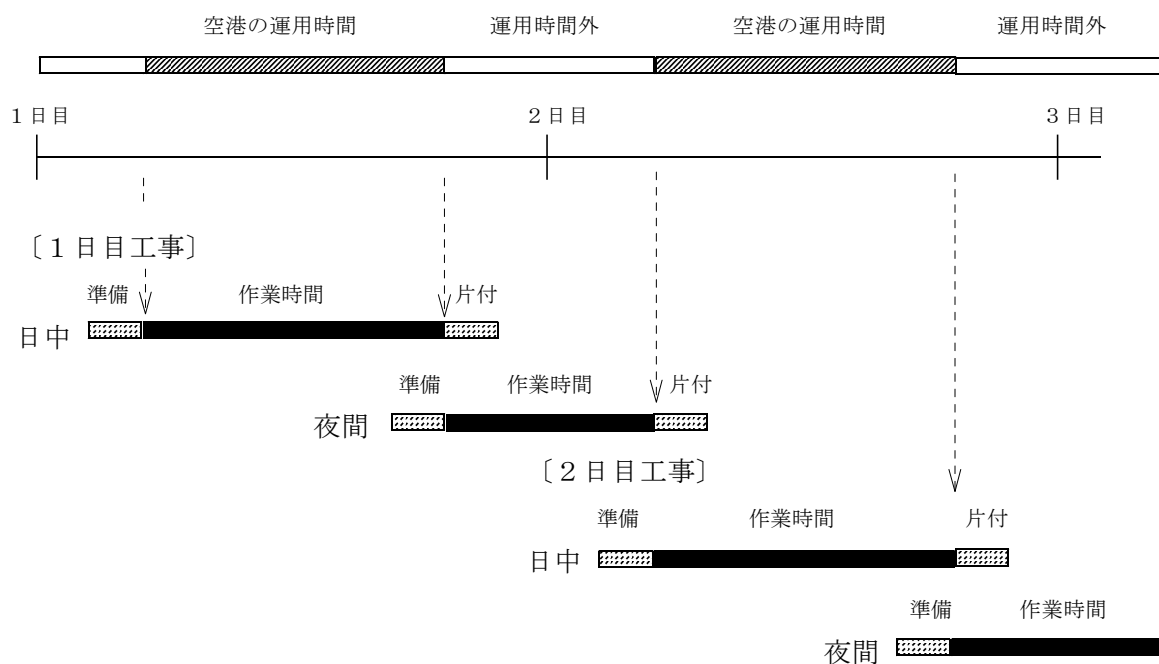 空港の運用時間 運用時間外 空港の運用時間 運用時間外
１日目 ２日目 ３日目
〔１日目工事〕
準備 作業時間 片付
日中
準備 作業時間 片付
夜間
〔２日目工事〕
準備 作業時間 片付
日中
準備 作業時間
夜間